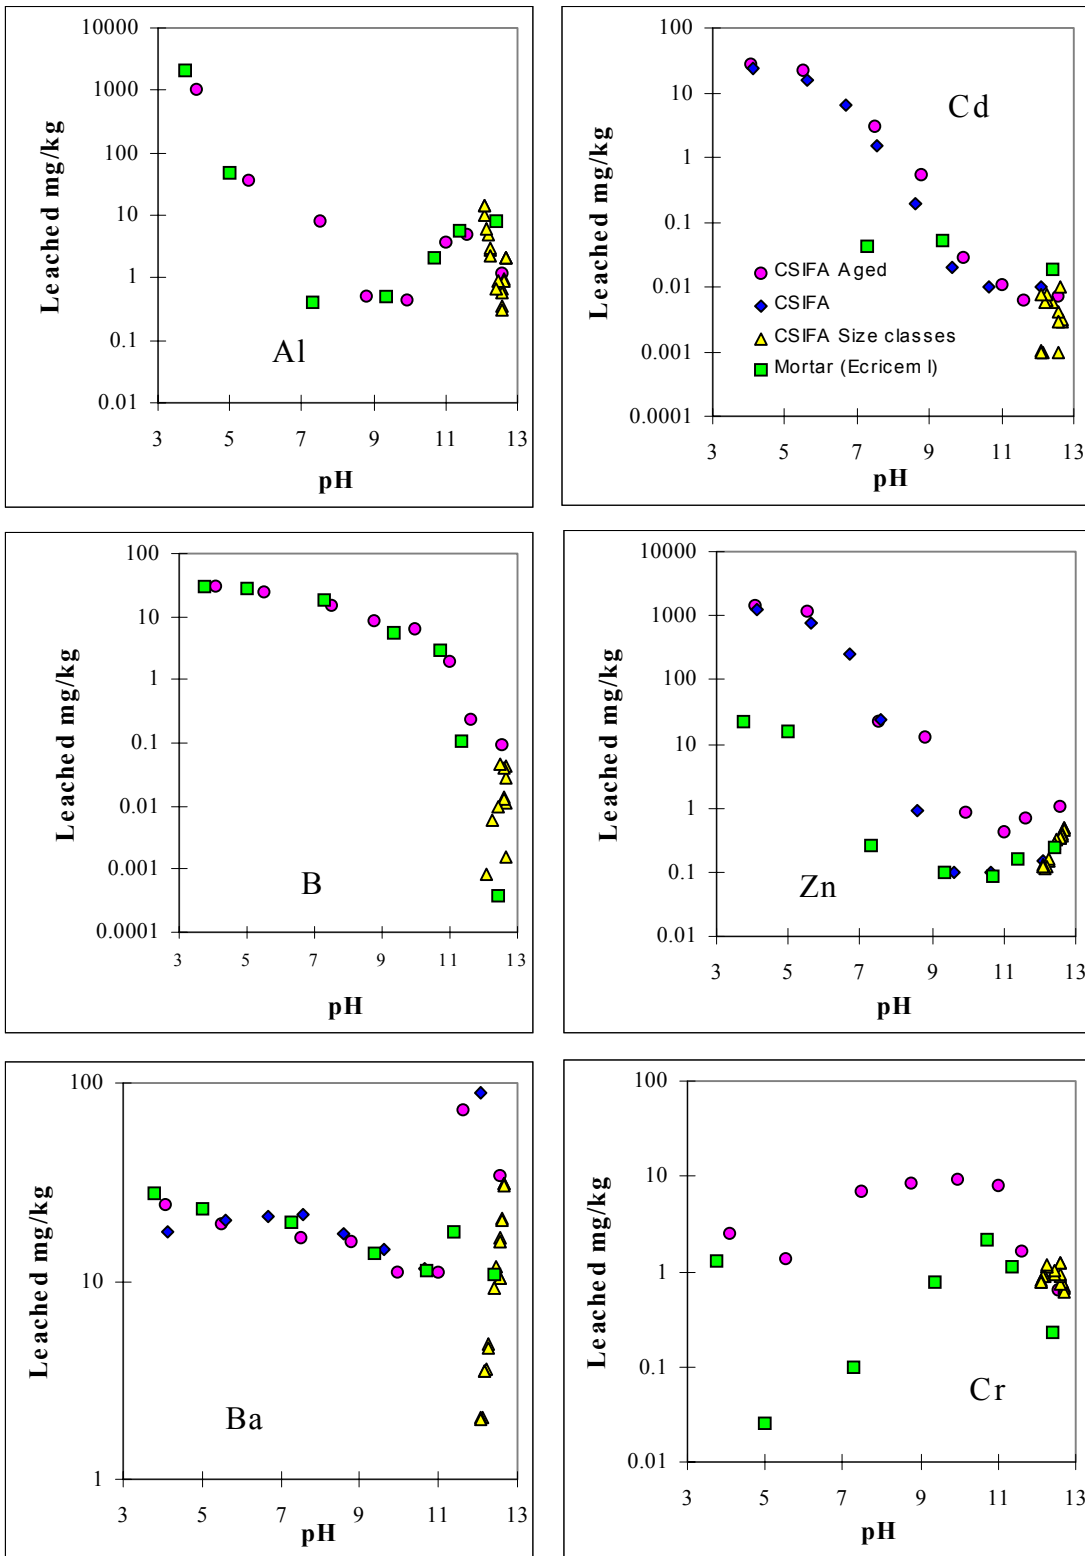 10000
1000
100
10
1
0.1
0.01
3 5 7 9 11 13
Leached mg/kg
pH
Al
100
10
1
0.1
0.01
0.001
0.0001
3 5 7 9 11 13
Leached mg/kg
pH
Cd
CSIFA Aged
CSIFA
CSIFA Size classes
Mortar (Ecricem I)
100
10
1
0.1
0.01
0.001
0.0001
3 5 7 9 11 13
Leached mg/kg
pH
B
10000
1000
100
10
1
0.1
0.01
3 5 7 9 11 13
Leached mg/kg
pH
Zn
100
10
1
3 5 7 9 11 13
Leached mg/kg
pH
Ba
100
10
1
0.1
0.01
3 5 7 9 11 13
Leached mg/kg
pH
Cr